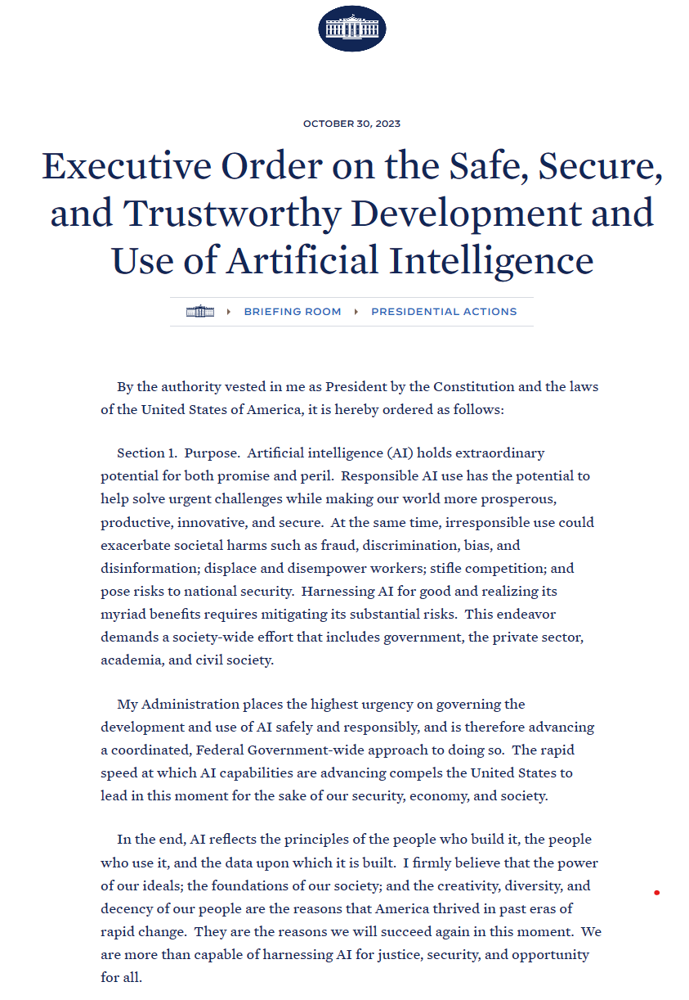 OCTOBER 30, 2023
Executive Order on the Safe, Secure,
and Trustworthy Development and
Use of Artificial Intelligence
BRIEFING ROOM PRESIDENTIAL ACTIONS
By the authority vested in me as President by the Constitution and the laws
of the United States of America, it is hereby ordered as follows:
Section 1.  Purpose.  Artificial intelligence (AI) holds extraordinary
potential for both promise and peril.  Responsible AI use has the potential to
help solve urgent challenges while making our world more prosperous,
productive, innovative, and secure.  At the same time, irresponsible use could
exacerbate societal harms such as fraud, discrimination, bias, and
disinformation; displace and disempower workers; stifle competition; and
pose risks to national security.  Harnessing AI for good and realizing its
myriad benefits requires mitigating its substantial risks.  This endeavor
demands a society-wide effort that includes government, the private sector,
academia, and civil society.
My Administration places the highest urgency on governing the
development and use of AI safely and responsibly, and is therefore advancing
a coordinated, Federal Government-wide approach to doing so.  The rapid
speed at which AI capabilities are advancing compels the United States to
lead in this moment for the sake of our security, economy, and society.
In the end, AI reflects the principles of the people who build it, the people
who use it, and the data upon which it is built.  I firmly believe that the power
of our ideals; the foundations of our society; and the creativity, diversity, and
decency of our people are the reasons that America thrived in past eras of
rapid change.  They are the reasons we will succeed again in this moment.  We
are more than capable of harnessing AI for justice, security, and opportunity
for all.